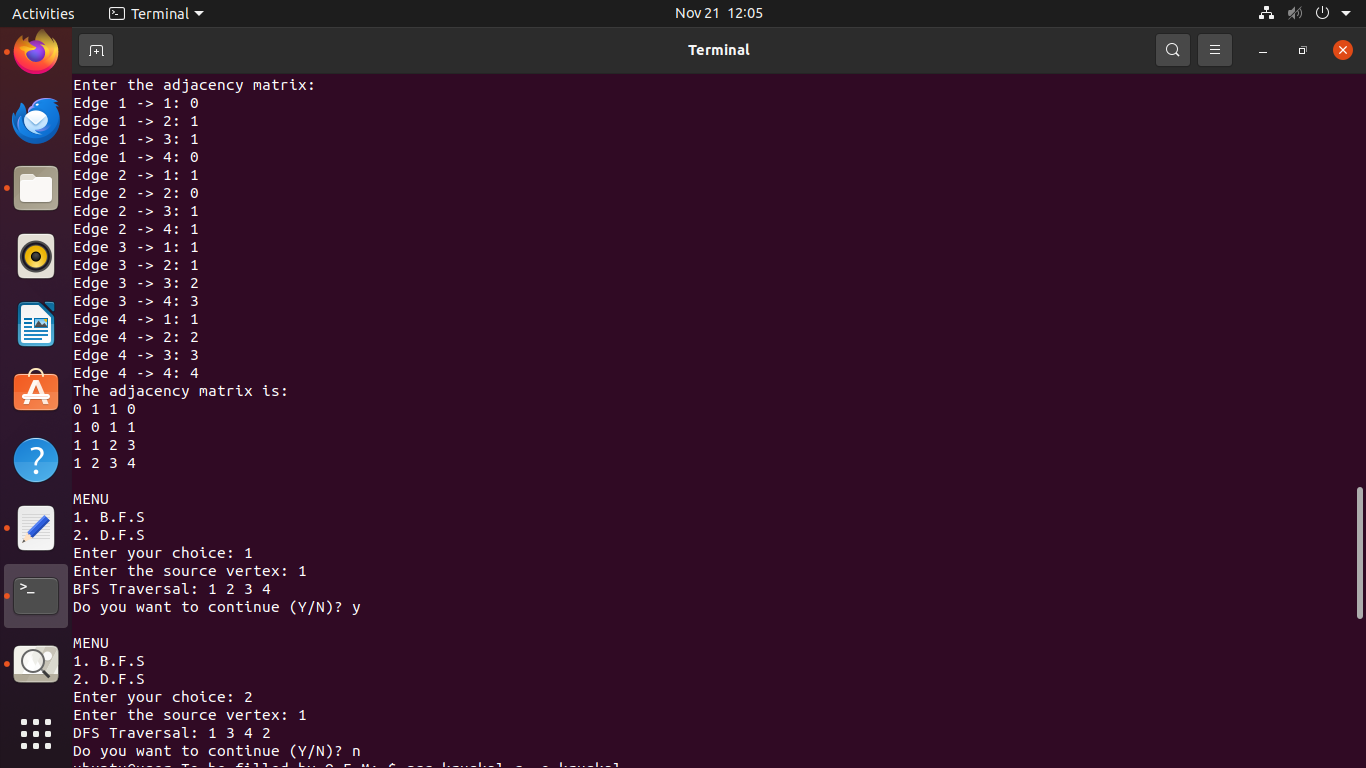 Activities Terminal Nov 21 12:05
Terminal
Enter the adjacency matrix:
Edge 1 -> 1: 0
Edge 1 -> 2: 1
Edge 1 -> 3: 1
Edge 1 -> 4: 0
Edge 2 -> 1: 1
Edge 2 -> 2: 0
Edge 2 -> 3: 1
Edge 2 -> 4: 1
Edge 3 -> 1: 1
Edge 3 -> 2: 1
Edge 3 -> 3: 2
Edge 3 -> 4: 3
Edge 4 -> 1: 1
Edge 4 -> 2: 2
Edge 4 -> 3: 3
Edge 4 -> 4: 4
The adjacency matrix is:
0 1 1 0
1 0 1 1
1 1 2 3
1 2 3 4
MENU
1. B.F.S
2. D.F.S
Enter your choice: 1
Enter the source vertex: 1
BFS Traversal: 1 2 3 4
Do you want to continue (Y/N)? y
MENU
1. B.F.S
2. D.F.S
Enter your choice: 2
Enter the source vertex: 1
DFS Traversal: 1 3 4 2
Do you want to continue (Y/N)? n